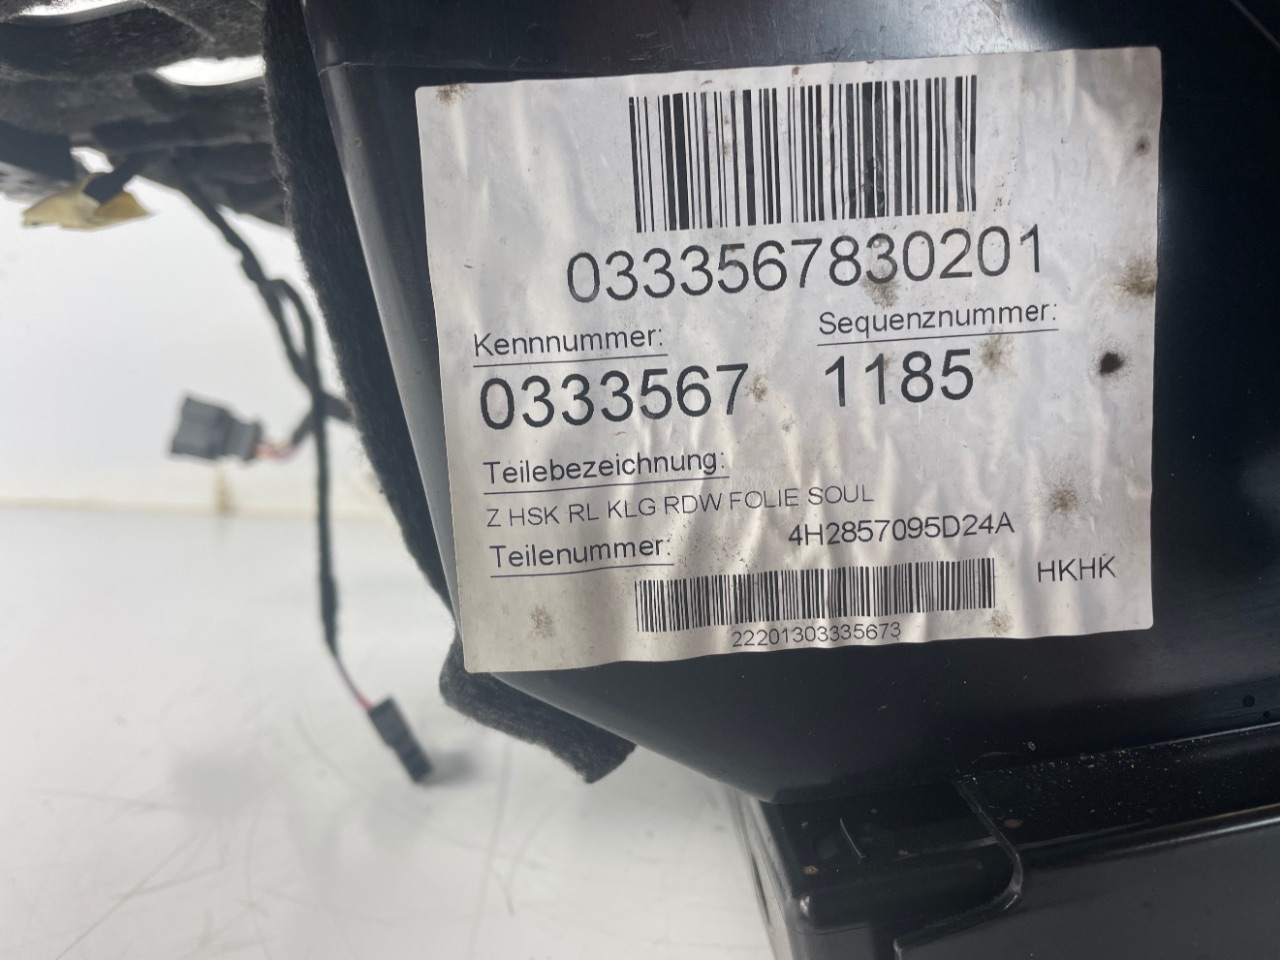 0333567830201
Kennnummer:
Sequenznummer:
0333567
1185
Teilebezeichnung:
Z HSK RL KLG RDW FOLIE SOUL
Teilenummer:
4H2857095D24A
HKHK
22201303335673